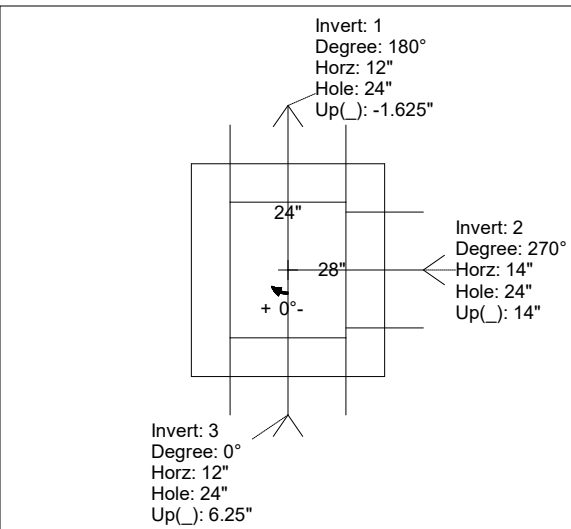 Invert: 1
Degree: 180°
Horz: 12"
Hole: 24"
Up(_): -1.625"
24"
28"
+ 0°-
Invert: 2
Degree: 270°
Horz: 14"
Hole: 24"
Up(_): 14"
Invert: 3
Degree: 0°
Horz: 12"
Hole: 24"
Up(_): 6.25"